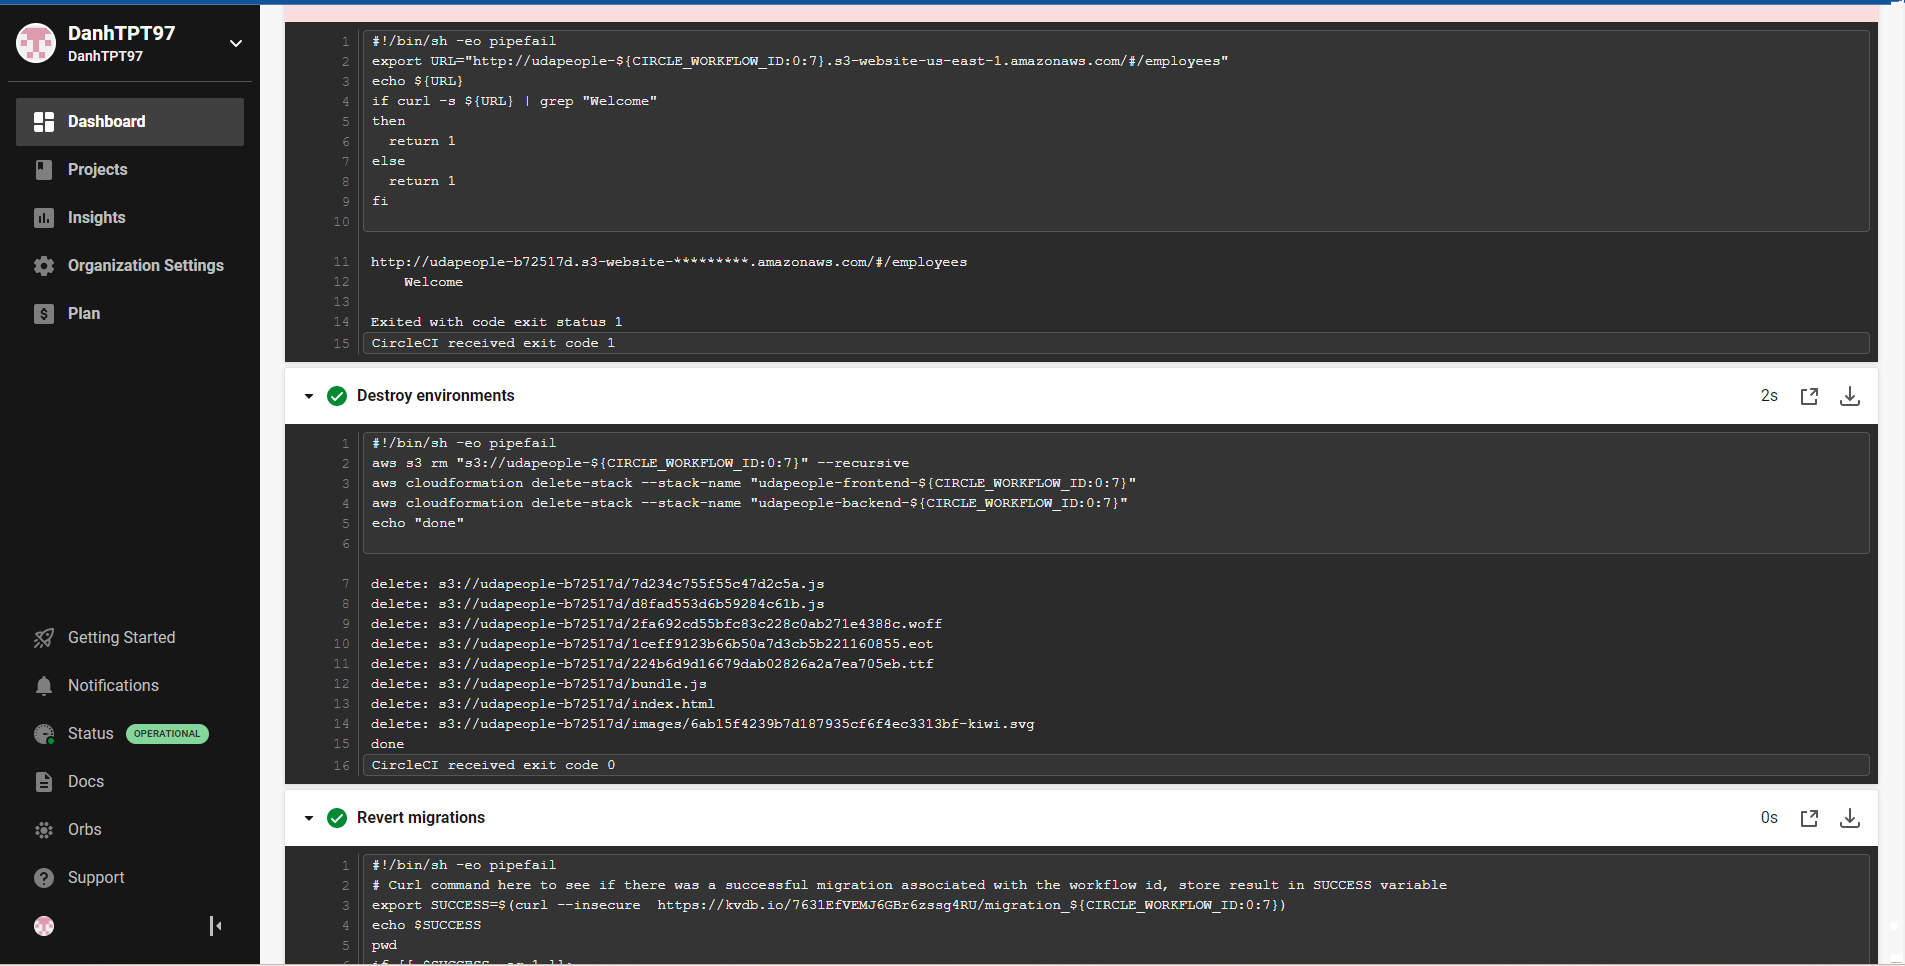 DanhTPT97
DanhTPT97
Dashboard
Projects
Insights
Organization Settings
Plan
Getting Started
Notifications
Status OPERATIONAL
Docs
Orbs
Support
1 #!/bin/sh -eo pipefail
2 export URL="http://udapeople-${CIRCLE_WORKFLOW_ID:0:7}.s3-website-us-east-1.amazonaws.com/#/employees"
3 echo ${URL}
4 if curl -s ${URL} | grep "Welcome"
5 then
6 return 1
7 else
8 return 1
9 fi
10
11 http://udapeople-b72517d.s3-website-*********.amazonaws.com/#/employees
12 Welcome
13
14 Exited with code exit status 1
15 CircleCI received exit code 1
Destroy environments 2s
1 #!/bin/sh -eo pipefail
2 aws s3 rm "s3://udapeople-${CIRCLE_WORKFLOW_ID:0:7}" --recursive
3 aws cloudformation delete-stack --stack-name "udapeople-frontend-${CIRCLE_WORKFLOW_ID:0:7}"
4 aws cloudformation delete-stack --stack-name "udapeople-backend-${CIRCLE_WORKFLOW_ID:0:7}"
5 echo "done"
6
7 delete: s3://udapeople-b72517d/7d234c755f55c47d2c5a.js
8 delete: s3://udapeople-b72517d/d8fad553d6b59284c61b.js
9 delete: s3://udapeople-b72517d/2fa692cd55bfc83c228c0ab271e4388c.woff
10 delete: s3://udapeople-b72517d/1ceff9123b66b50a7d3cb5b221160855.eot
11 delete: s3://udapeople-b72517d/224b6d9d16679dab02826a2a7ea705eb.ttf
12 delete: s3://udapeople-b72517d/bundle.js
13 delete: s3://udapeople-b72517d/index.html
14 delete: s3://udapeople-b72517d/images/6ab15f4239b7d187935cf6f4ec3313bf-kiwi.svg
15 done
16 CircleCI received exit code 0
Revert migrations 0s
1 #!/bin/sh -eo pipefail
2 # Curl command here to see if there was a successful migration associated with the workflow id, store result in SUCCESS variable
3 export SUCCESS=$(curl --insecure  https://kvdb.io/7631EfVEMJ6GBr6zssg4RU/migration_${CIRCLE_WORKFLOW_ID:0:7})
4 echo $SUCCESS
5 pwd